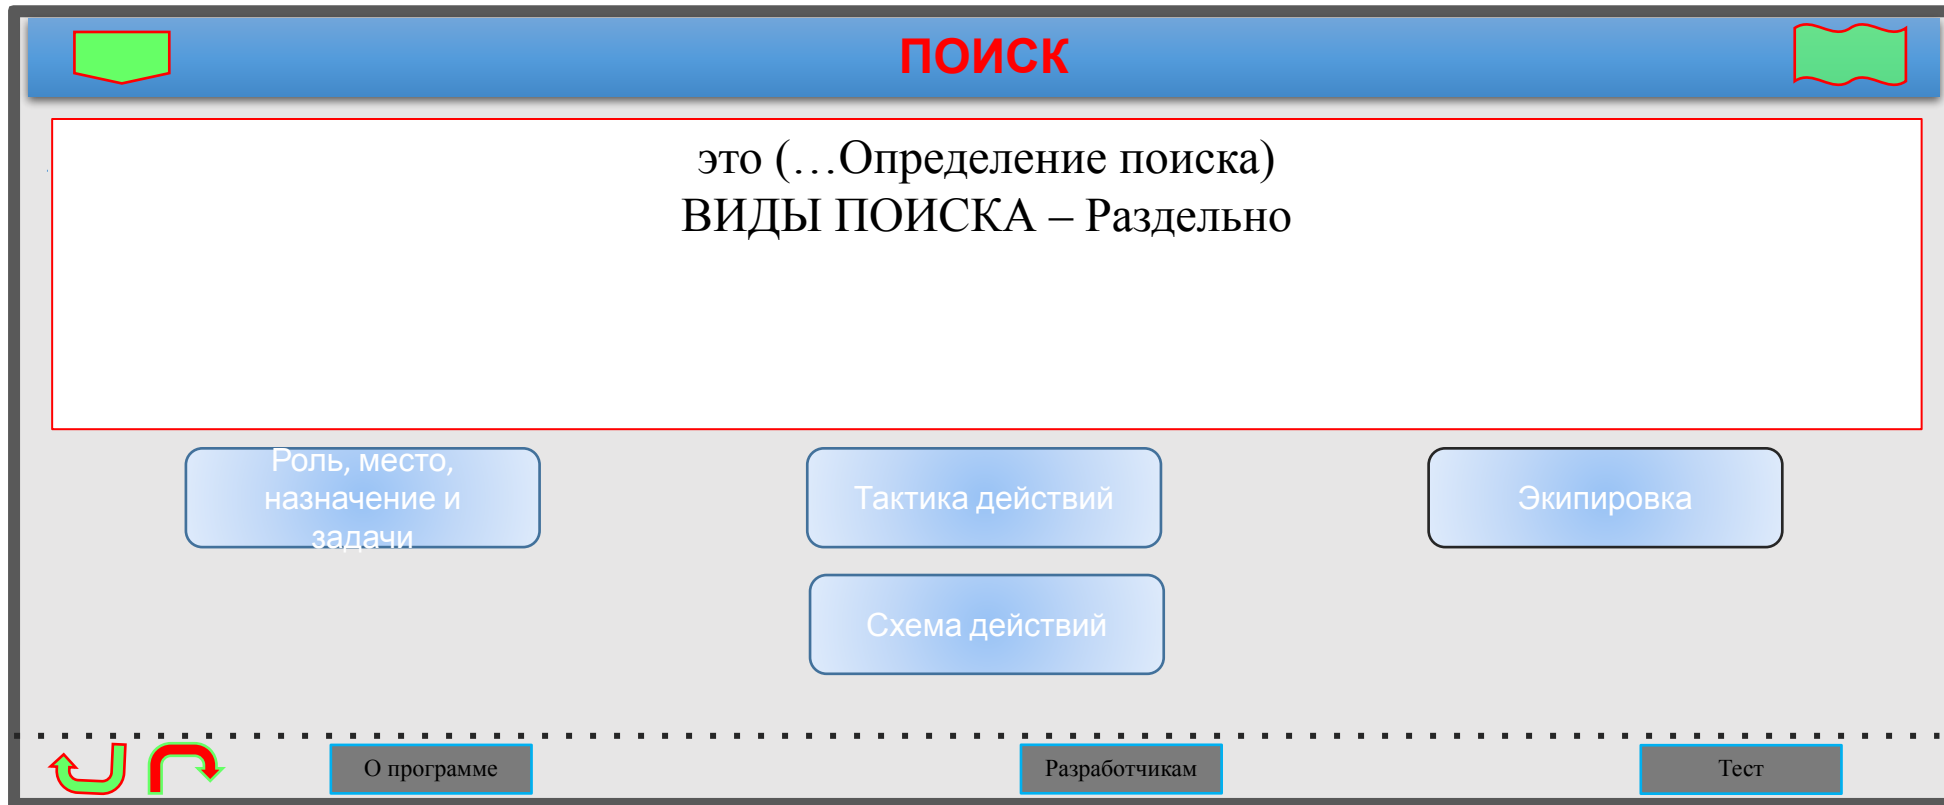 ПОИСК
это (…Определение поиска)
ВИДЫ ПОИСКА – Раздельно
Роль, место,
назначение и
задачи
Тактика действий
Экипировка
Схема действий
О программе
Разработчикам
Тест